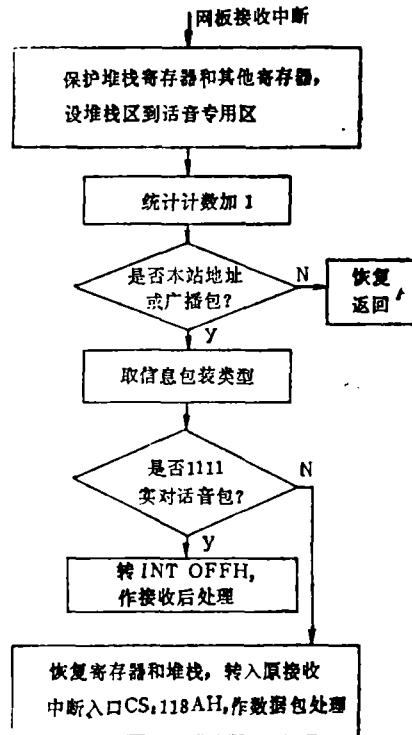 网板接收中断
保护堆栈寄存器和其他寄存器，
设堆栈区到话音专用区
统计计数加 1
是否本站地址
或广播包？
N
恢复
返回
y
取信息包装类型
是否1111
实对话音包？
N
y
转 INT OFFH，
作接收后处理
恢复寄存器和堆栈，转入原接收
中断入口CS:118AH，作数据包处理